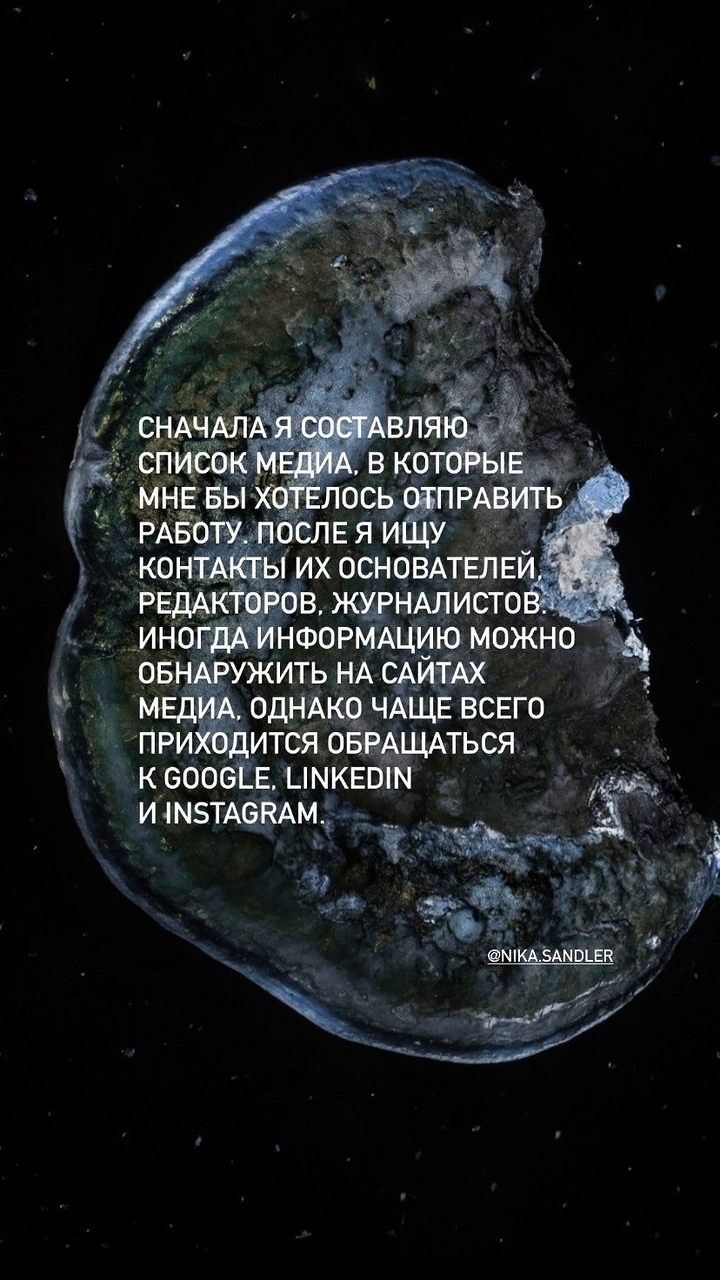 СНАЧАЛА Я СОСТАВЛЯЮ
СПИСОК МЕДИА, В КОТОРЫЕ
МНЕ БЫ ХОТЕЛОСЬ ОТПРАВИТЬ
РАБОТУ. ПОСЛЕ Я ИЩУ
КОНТАКТЫ ИХ ОСНОВАТЕЛЕЙ,
РЕДАКТОРОВ, ЖУРНАЛИСТОВ.
ИНОГДА ИНФОРМАЦИЮ МОЖНО
ОБНАРУЖИТЬ НА САЙТАХ
МЕДИА, ОДНАКО ЧАЩЕ ВСЕГО
ПРИХОДИТСЯ ОБРАЩАТЬСЯ
К GOOGLE, LINKEDIN
И INSTAGRAM.
@NIKA.SANDLER